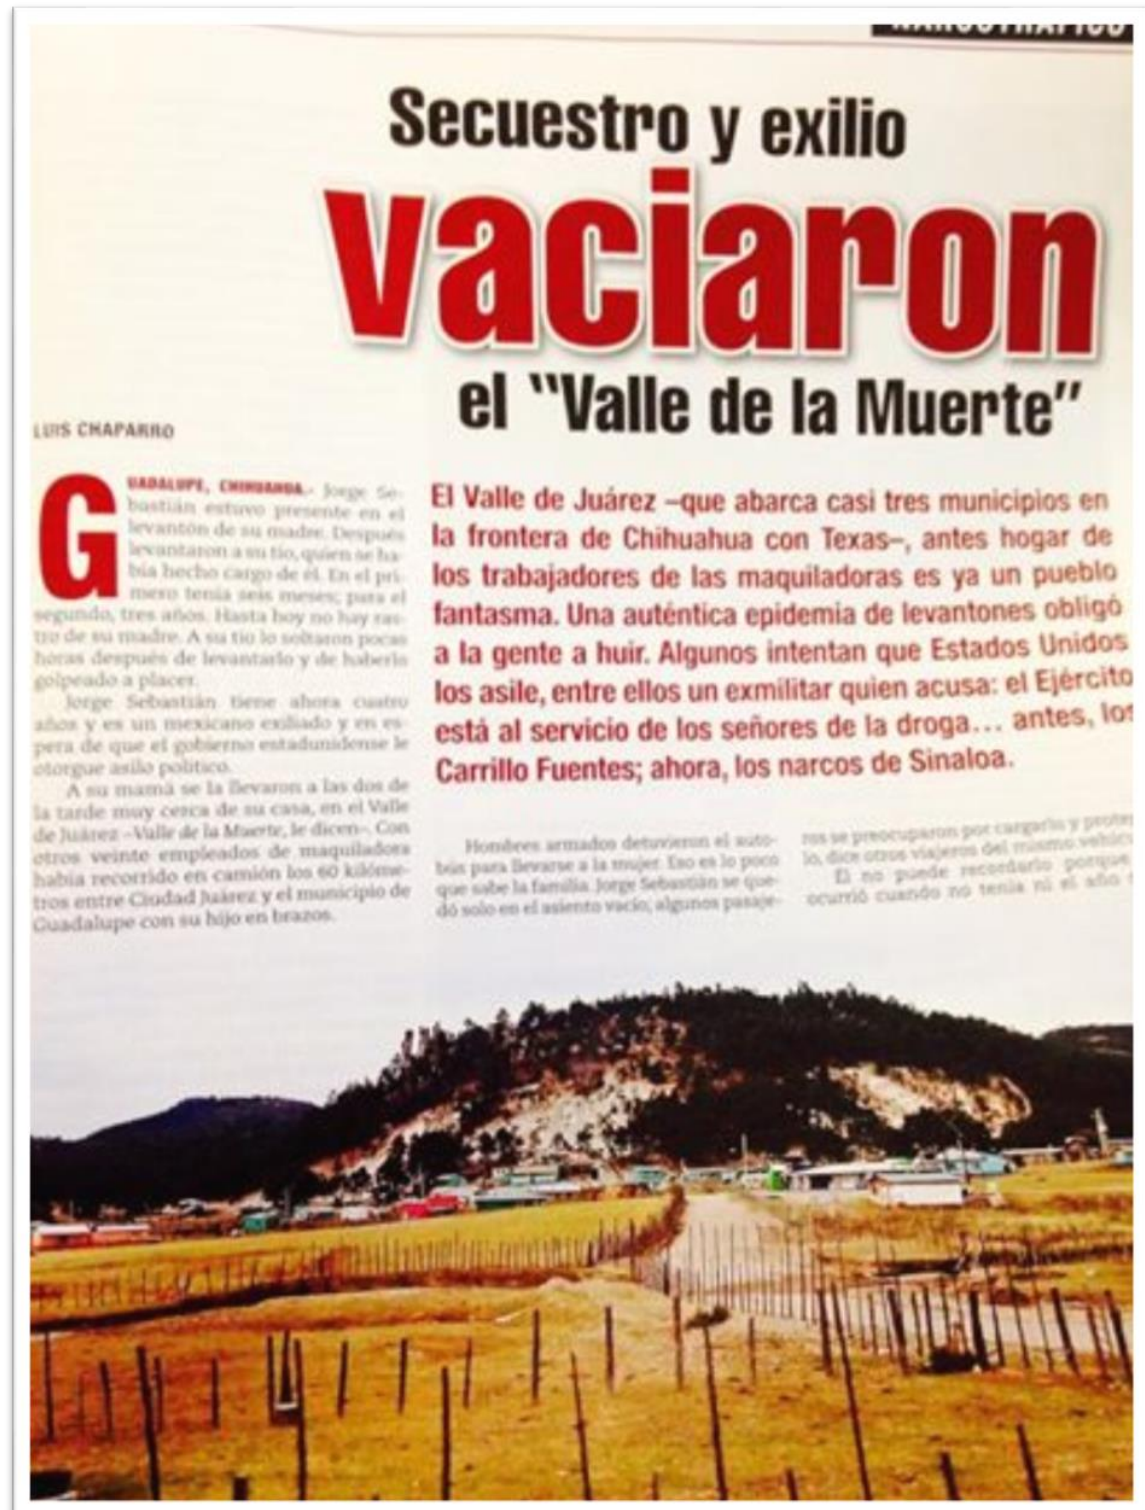 NARCOTRÁFICO
Secuestro y exilio
vaciaron
el "Valle de la Muerte"
LUIS CHAPARRO
GUADALUPE, CHIHUAHUA.- Jorge Se-
bastián estuvo presente en el
levantón de su madre. Después
levantaron a su tío, quien se ha-
bía hecho cargo de él. En el pri-
mero tenía seis meses; para el
segundo, tres años. Hasta hoy no hay ras-
tro de su madre. A su tío lo soltaron pocas
horas después de levantarlo y de haberlo
golpeado a placer.
Jorge Sebastián tiene ahora cuatro
años y es un mexicano exiliado y en es-
pera de que el gobierno estadunidense le
otorgue asilo político.
A su mamá se la llevaron a las dos de
la tarde muy cerca de su casa, en el Valle
de Juárez –Valle de la Muerte, le dicen–. Con
otros veinte empleados de maquiladora
había recorrido en camión los 60 kilóme-
tros entre Ciudad Juárez y el municipio de
Guadalupe con su hijo en brazos.
El Valle de Juárez –que abarca casi tres municipios en
la frontera de Chihuahua con Texas–, antes hogar de
los trabajadores de las maquiladoras es ya un pueblo
fantasma. Una auténtica epidemia de levantones obligó
a la gente a huir. Algunos intentan que Estados Unidos
los asile, entre ellos un exmilitar quien acusa: el Ejército
está al servicio de los señores de la droga... antes, los
Carrillo Fuentes; ahora, los narcos de Sinaloa.
Hombres armados detuvieron el auto-
bús para llevarse a la mujer. Eso es lo poco
que sabe la familia. Jorge Sebastián se que-
dó solo en el asiento vacío; algunos pasaje-
ros se preocuparon por cargarlo y
lo, dice otros viajeros del mismo
El no puede recordarlo porque
ocurrió cuando no tenía ni el año